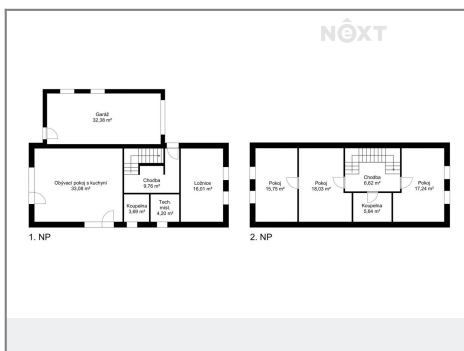 NEXT
Garáž
32,38 m²
Obývací pokoj s kuchyní
33,08 m²
Chodba
9,76 m²
Ložnice
16,01 m²
Koupelna
3,69 m²
Tech.
míst.
4,20 m²
1. NP
Pokoj
15,75 m²
Pokoj
18,03 m²
Chodba
6,62 m²
Pokoj
17,24 m²
Koupelna
5,64 m²
2. NP